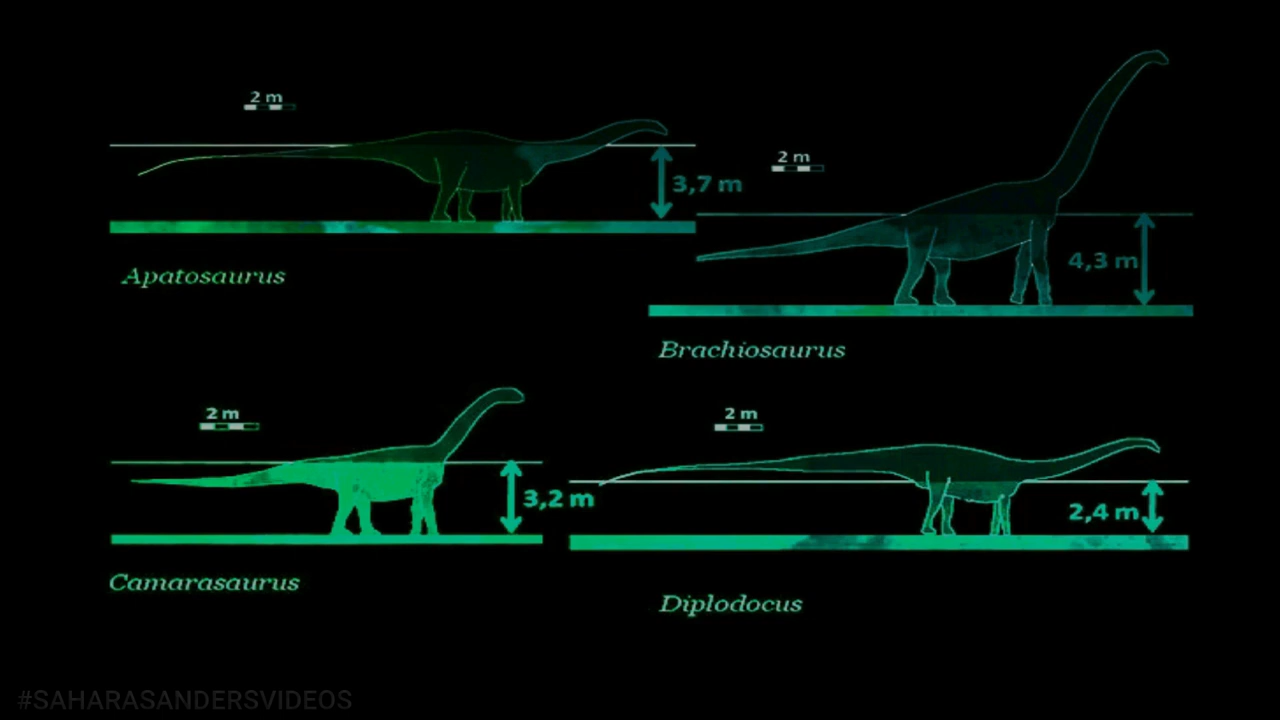 2 m
3,7 m
Apatosaurus
2 m
4,3 m
Brachiosaurus
2 m
3,2 m
Camarasaurus
2 m
2,4 m
Diplodocus
#SAHARASANDERSVIDEOS